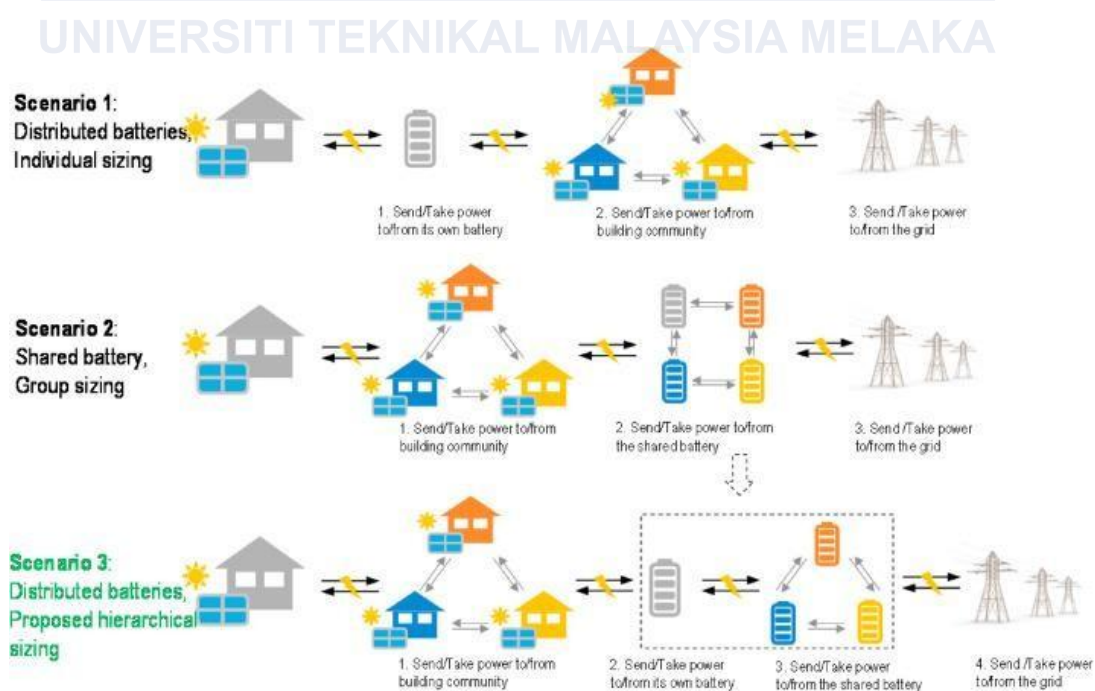 UNIVERSITI TEKNIKAL MALAYSIA MELAKA
Scenario 1:
Distributed batteries,
Individual sizing
1. Send/Take power
to/from its own battery
2. Send/Take power to/from
building community
3. Send /Take power
to/from the grid
Scenario 2:
Shared battery,
Group sizing
1. Send/Take power to/from
building community
2. Send/Take power to/from
the shared battery
3. Send /Take power
to/from the grid
Scenario 3:
Distributed batteries,
Proposed hierarchical
sizing
1. Send/Take power to/from
building community
2. Send/Take power
to/from its own battery
3. Send/Take power
to/from the shared battery
4. Send /Take power
to/from the grid